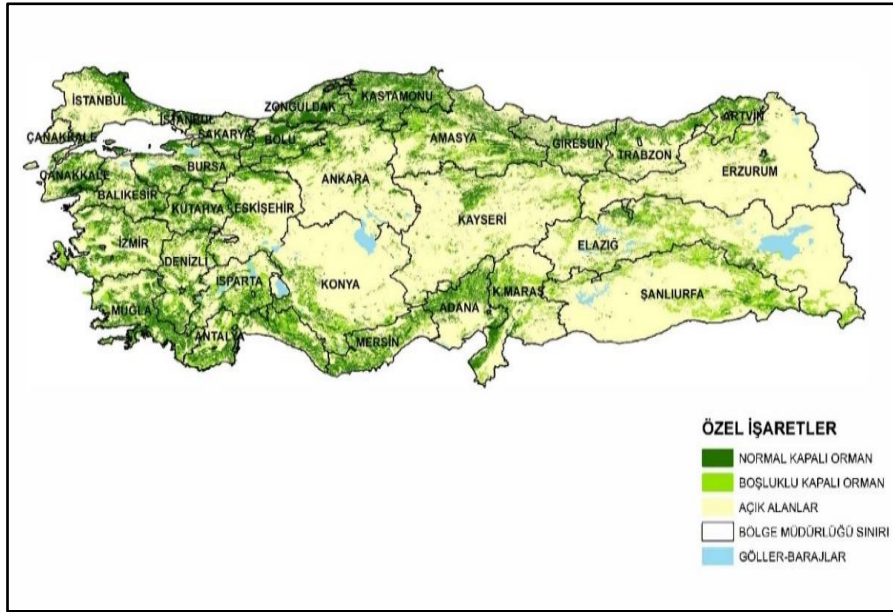 İSTANBUL
ZONGULDAK
KASTAMONU
İSTANBUL
ÇANAKKALE
SAKARYA
BOLU
AMASYA
GİRESUN
TRABZON
ARTVİN
ÇANAKKALE
BURSA
ANKARA
ERZURUM
BALIKESİR
KÜTAHYA
ESKİŞEHİR
KAYSERİ
İZMİR
ELAZIĞ
DENİZLİ
ISPARTA
KONYA
ŞANLIURFA
MUĞLA
ADANA
K.MARAŞ
ANTALYA
MERSİN
ÖZEL İŞARETLER
NORMAL KAPALI ORMAN
BOŞLUKLU KAPALI ORMAN
AÇIK ALANLAR
BÖLGE MÜDÜRLÜĞÜ SINIRI
GÖLLER-BARAJLAR